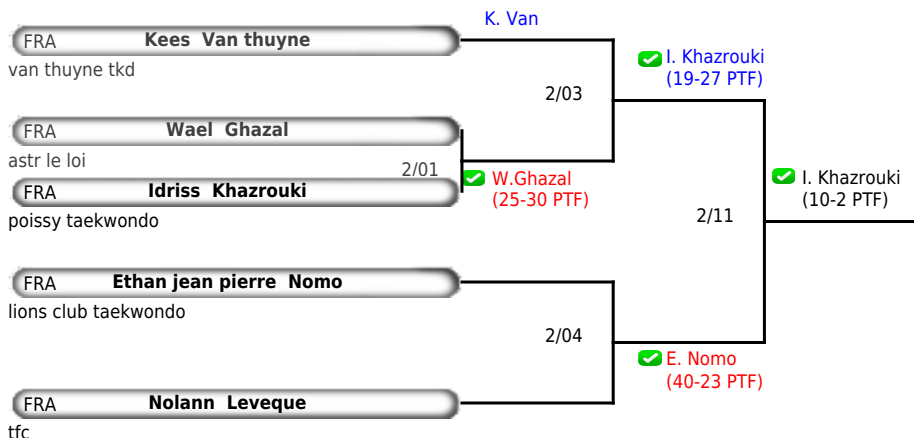 K. Van
FRA Kees Van thuyne
van thuyne tkd
I. Khazrouki
(19-27 PTF)
2/03
FRA Wael Ghazal
astr le loi
2/01
W.Ghazal
(25-30 PTF)
I. Khazrouki
(10-2 PTF)
FRA Idriss Khazrouki
poissy taekwondo
2/11
FRA Ethan jean pierre Nomo
lions club taekwondo
2/04
E. Nomo
(40-23 PTF)
FRA Nolann Leveque
tfc